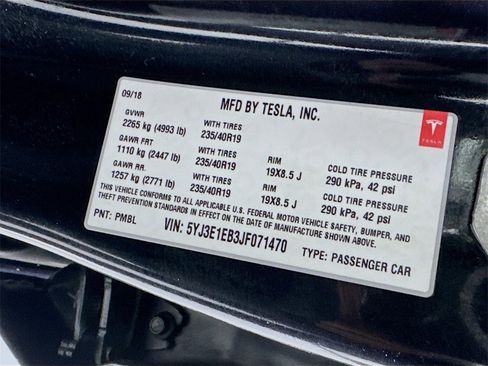 09/18
MFD BY TESLA, INC.
GVWR
2265 kg (4993 lb)
WITH TIRES
235/40R19
GAWR FRT
1110 kg (2447 lb)
WITH TIRES
235/40R19
RIM
19X8.5 J
COLD TIRE PRESSURE
290 kPa, 42 psi
GAWR RR.
1257 kg (2771 lb)
WITH TIRES
235/40R19
RIM
19X8.5 J
COLD TIRE PRESSURE
290 kPa, 42 psi
THIS VEHICLE CONFORMS TO ALL APPLICABLE U.S. FEDERAL MOTOR VEHICLE SAFETY, BUMPER, AND
THEFT PREVENTION STANDARDS IN EFFECT ON THE DATE OF MANUFACTURE SHOWN ABOVE.
PNT: PMBL
VIN: 5YJ3E1EB3JF071470
TYPE: PASSENGER CAR
TESLA